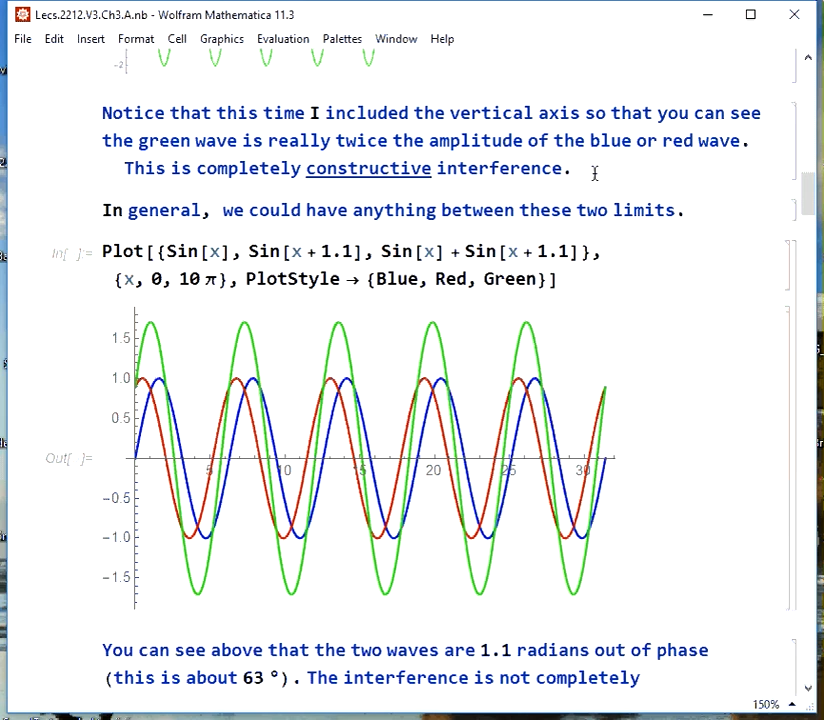 Lecs.2212.V3.Ch3.A.nb - Wolfram Mathematica 11.3
File Edit Insert Format Cell Graphics Evaluation Palettes Window Help
-2
Notice that this time I included the vertical axis so that you can see
the green wave is really twice the amplitude of the blue or red wave.
This is completely constructive interference.
In general, we could have anything between these two limits.
In[ ]:= Plot[{Sin[x], Sin[x + 1.1], Sin[x] + Sin[x + 1.1]},
{x, 0, 10 π}, PlotStyle → {Blue, Red, Green}]
1.5
1.0
0.5
Out[ ]=
5 10 15 20 25 30
-0.5
-1.0
-1.5
You can see above that the two waves are 1.1 radians out of phase
(this is about 63 °). The interference is not completely
150%